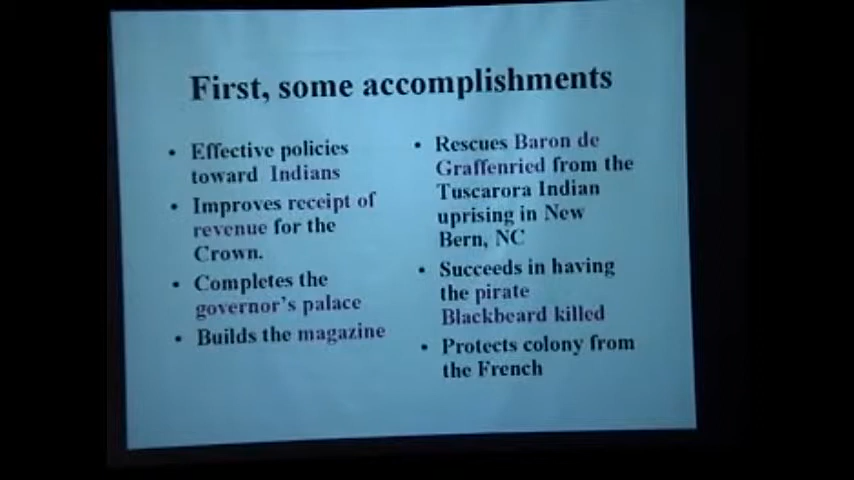 First, some accomplishments
• Effective policies
toward Indians
• Improves receipt of
revenue for the
Crown.
• Completes the
governor's palace
• Builds the magazine
• Rescues Baron de
Graffenried from the
Tuscarora Indian
uprising in New
Bern, NC
• Succeeds in having
the pirate
Blackbeard killed
• Protects colony from
the French